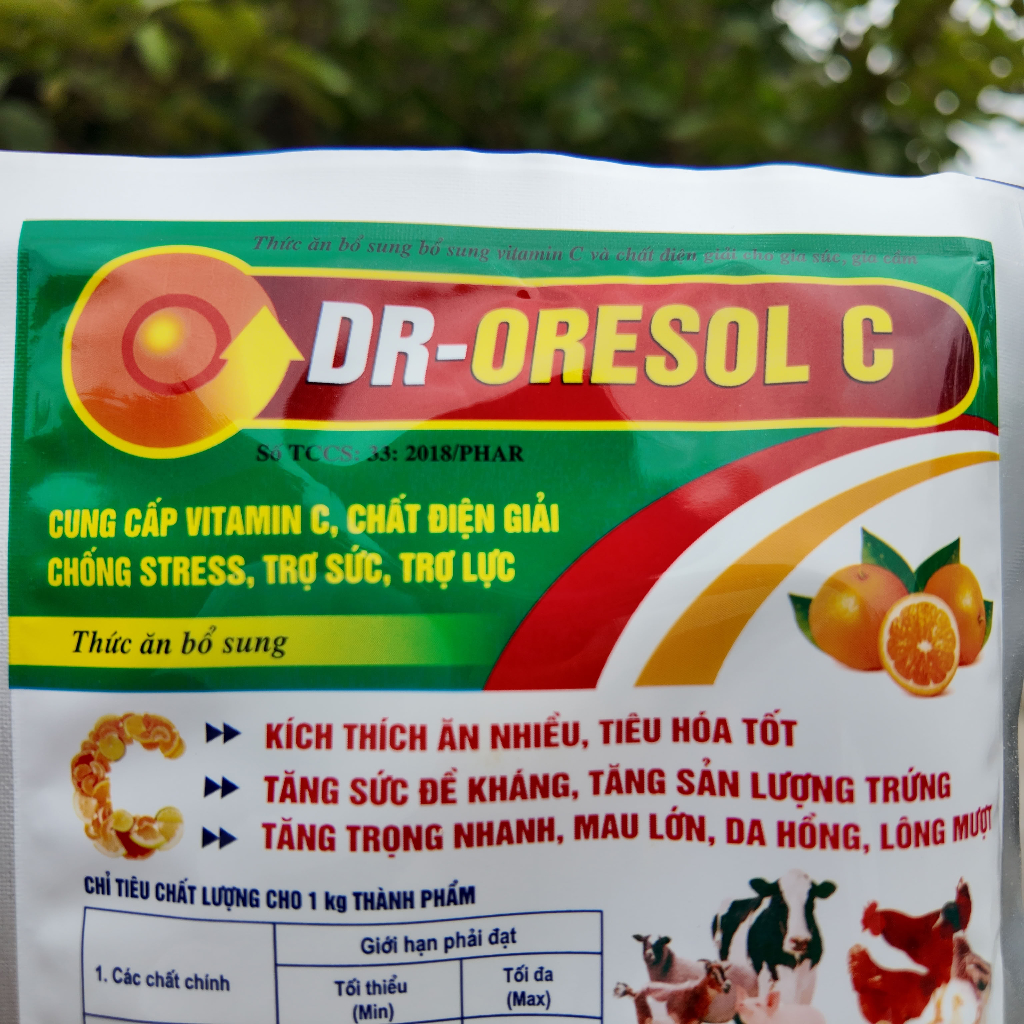 Thức ăn bổ sung bổ sung vitamin C và chất điện giải cho gia súc, gia cầm
DR-ORESOL C
Số TCCS: 33: 2018/PHAR
CUNG CẤP VITAMIN C, CHẤT ĐIỆN GIẢI
CHỐNG STRESS, TRỢ SỨC, TRỢ LỰC
Thức ăn bổ sung
KÍCH THÍCH ĂN NHIỀU, TIÊU HÓA TỐT
TĂNG SỨC ĐỀ KHÁNG, TĂNG SẢN LƯỢNG TRỨNG
TĂNG TRỌNG NHANH, MAU LỚN, DA HỒNG, LÔNG MƯỢT
CHỈ TIÊU CHẤT LƯỢNG CHO 1 kg THÀNH PHẨM
Giới hạn phải đạt
1. Các chất chính
Tối thiểu
(Min)
Tối đa
(Max)